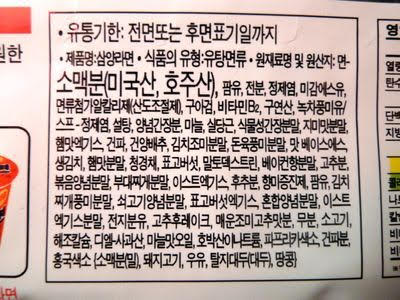 • 유통기한: 전면또는 후면표기일까지
• 제품명:삼양라면 • 식품의 유형:유탕면류 • 원재료명 및 원산지: 면-
소맥분(미국산, 호주산), 팜유, 전분, 정제염, 미감에스유,
면류첨가알칼리제(산도조절제), 구아검, 비타민B₂, 구연산, 녹차풍미유/
스프 - 정제염, 설탕, 양념간장분말, 마늘, 살당근, 식물성간장분말, 지미마분말,
햄맛엑기스, 건파, 건양배추, 김치조미분말, 돈육풍미분말, 맛 베이스에스,
생김치, 햄맛분말, 청경채, 표고버섯, 말토덱스트린, 베이컨향분말, 고추분,
볶음양념분말, 부대찌개분말, 이스트엑기스, 후추분, 향미증진제, 팜유, 김치
찌개풍미분말, 쇠고기양념분말, 표고버섯엑기스, 혼합양념분말, 이스트
엑기스분말, 전지분유, 고추후레이크, 매운조미고추맛분, 무분, 소고기,
해조칼슘, 디엘-사과산, 마늘맛오일, 호박산이나트륨, 파프리카색소, 건파분,
홍국색소 {소맥분(밀), 돼지고기, 우유, 탈지대두(대두), 땅콩}